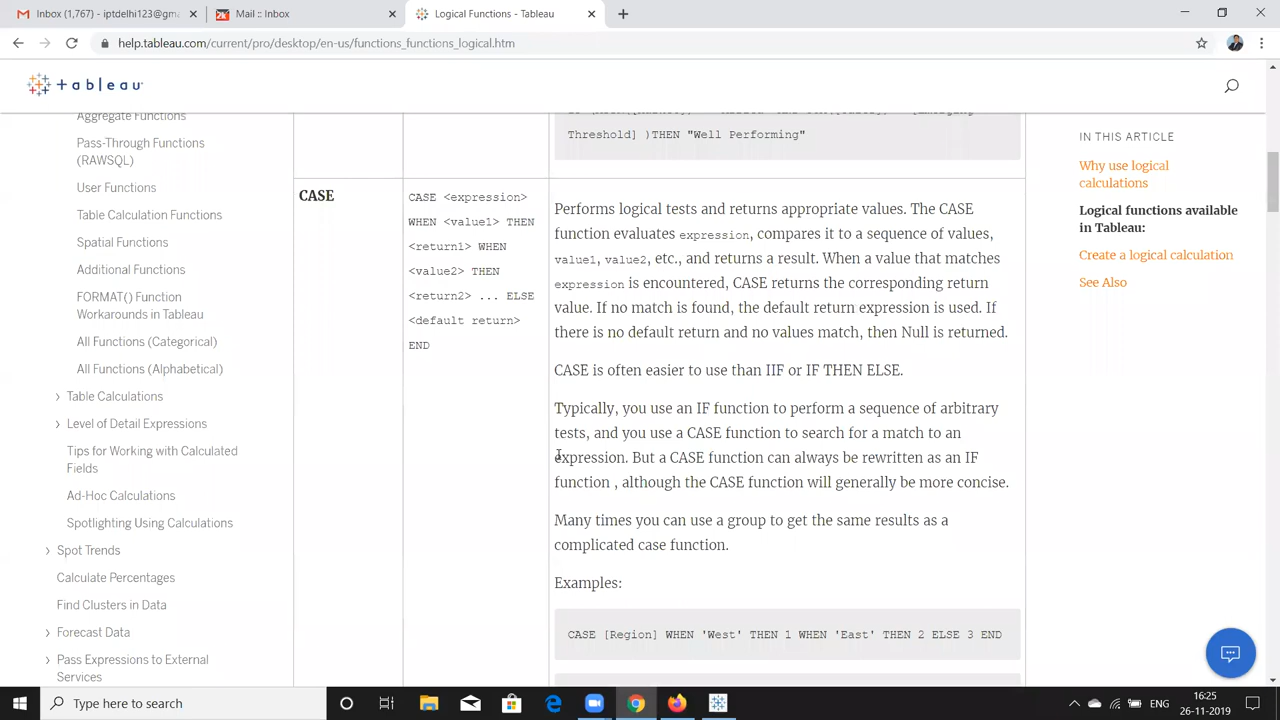 Inbox (1,767) - iptdelhi123@gm
Mail :: Inbox
Logical Functions - Tableau
help.tableau.com/current/pro/desktop/en-us/functions_functions_logical.htm
+ a b l e a u
Aggregate Functions
Pass-Through Functions
(RAWSQL)
User Functions
Table Calculation Functions
Spatial Functions
Additional Functions
FORMAT() Function
Workarounds in Tableau
All Functions (Categorical)
All Functions (Alphabetical)
Table Calculations
Level of Detail Expressions
Tips for Working with Calculated
Fields
Ad-Hoc Calculations
Spotlighting Using Calculations
Spot Trends
Calculate Percentages
Find Clusters in Data
Forecast Data
Pass Expressions to External
Services
Threshold] )THEN "Well Performing"
CASE
CASE <expression>
WHEN <value1> THEN
<return1> WHEN
<value2> THEN
<return2> ... ELSE
<default return>
END
Performs logical tests and returns appropriate values. The CASE
function evaluates expression, compares it to a sequence of values,
value1, value2, etc., and returns a result. When a value that matches
expression is encountered, CASE returns the corresponding return
value. If no match is found, the default return expression is used. If
there is no default return and no values match, then Null is returned.
CASE is often easier to use than IIF or IF THEN ELSE.
Typically, you use an IF function to perform a sequence of arbitrary
tests, and you use a CASE function to search for a match to an
expression. But a CASE function can always be rewritten as an IF
function , although the CASE function will generally be more concise.
Many times you can use a group to get the same results as a
complicated case function.
Examples:
CASE [Region] WHEN 'West' THEN 1 WHEN 'East' THEN 2 ELSE 3 END
IN THIS ARTICLE
Why use logical
calculations
Logical functions available
in Tableau:
Create a logical calculation
See Also
Type here to search
ENG
16:25
26-11-2019